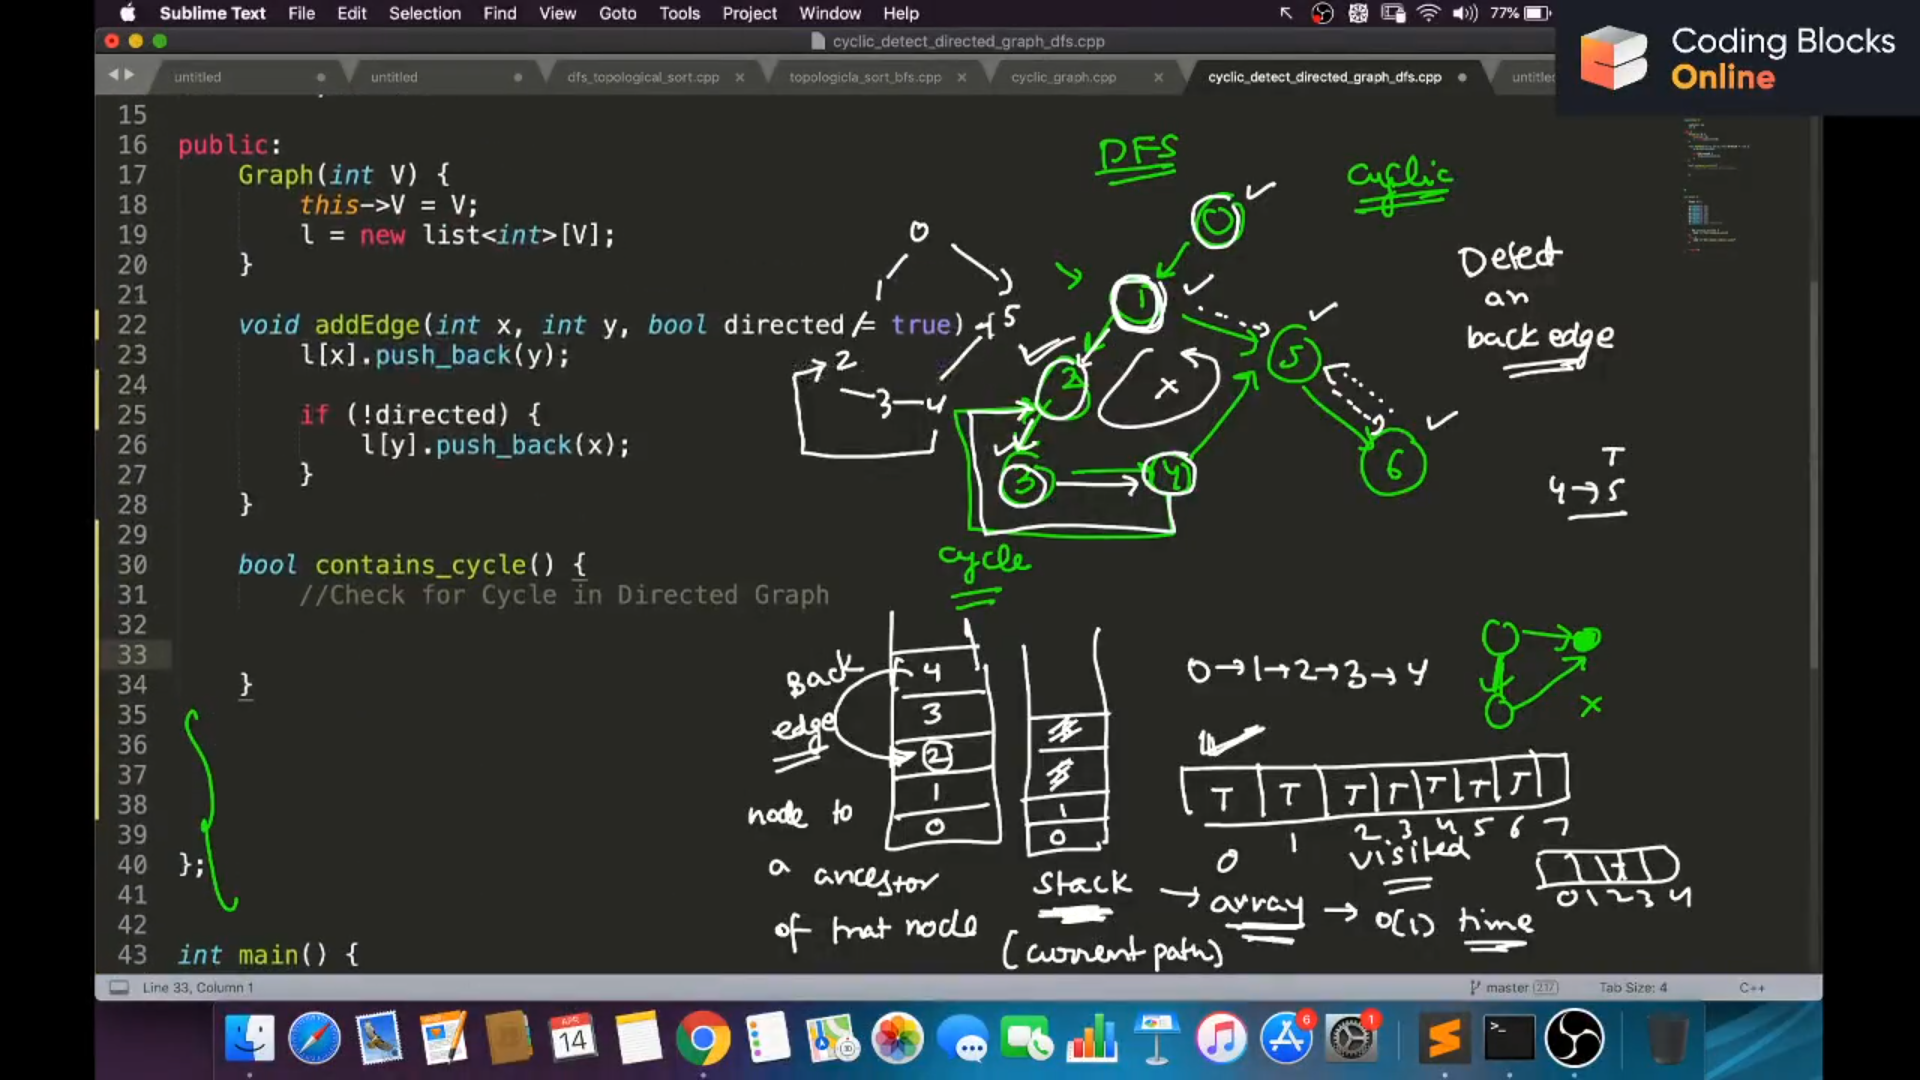 Sublime Text File Edit Selection Find View Goto Tools Project Window Help 77%
Coding Blocks
Online
cyclic_detect_directed_graph_dfs.cpp
untitled untitled dfs_topological_sort.cpp topologicla_sort_bfs.cpp cyclic_graph.cpp cyclic_detect_directed_graph_dfs.cpp untitled
15
16 public:
17 Graph(int V) {
18 this->V = V;
19 l = new list<int>[V];
20 }
21
22 void addEdge(int x, int y, bool directed = true) {
23 l[x].push_back(y);
24
25 if (!directed) {
26 l[y].push_back(x);
27 }
28 }
29
30 bool contains_cycle() {
31 //Check for Cycle in Directed Graph
32
33
34 }
35
36
37
38
39
40 };
41
42
43 int main() {
DFS
cyclic
0
1
2
3
4
5
6
0
1
5
2
3
4
x
Detect
an
back edge
T
4→5
cycle
Back
edge
node to
a ancestor
of that node
4
3
2
1
0
1
0
stack
(current path)
→ array → O(1) time
0→1→2→3→4
x
T T T T T T T
0 1 2 3 4 5 6 7
visited
0 1 2 3 4
Line 33, Column 1 master 217 Tab Size: 4 C++
APR
14
6
1